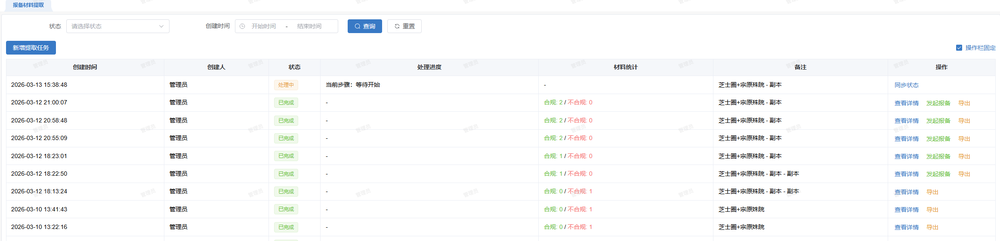 报备材料提取
状态 请选择状态 创建时间 开始时间 - 结束时间 查询 重置
新增提取任务 操作栏固定
创建时间 创建人 状态 处理进度 材料统计 备注 操作
2026-03-13 15:38:48 管理员 处理中 当前步骤：等待开始 - 芝士圈+宗原殊院 - 副本 同步状态
2026-03-12 21:00:07 管理员 已完成 - 合规: 2 / 不合规: 0 芝士圈+宗原殊院 - 副本 查看详情 发起报备 导出
2026-03-12 20:58:48 管理员 已完成 - 合规: 2 / 不合规: 0 芝士圈+宗原殊院 - 副本 查看详情 发起报备 导出
2026-03-12 20:55:09 管理员 已完成 - 合规: 2 / 不合规: 0 芝士圈+宗原殊院 - 副本 查看详情 发起报备 导出
2026-03-12 18:23:01 管理员 已完成 - 合规: 1 / 不合规: 0 芝士圈+宗原殊院 - 副本 查看详情 发起报备 导出
2026-03-12 18:22:50 管理员 已完成 - 合规: 1 / 不合规: 0 芝士圈+宗原殊院 - 副本 - 副本 查看详情 发起报备 导出
2026-03-12 18:13:24 管理员 已完成 - 合规: 0 / 不合规: 1 芝士圈+宗原殊院 - 副本 - 副本 查看详情 导出
2026-03-10 13:41:43 管理员 已完成 - 合规: 0 / 不合规: 1 芝士圈+宗原姝院 查看详情 导出
2026-03-10 13:22:16 管理员 已完成 - 合规: 0 / 不合规: 1 芝士圈+宗原姝院 查看详情 导出